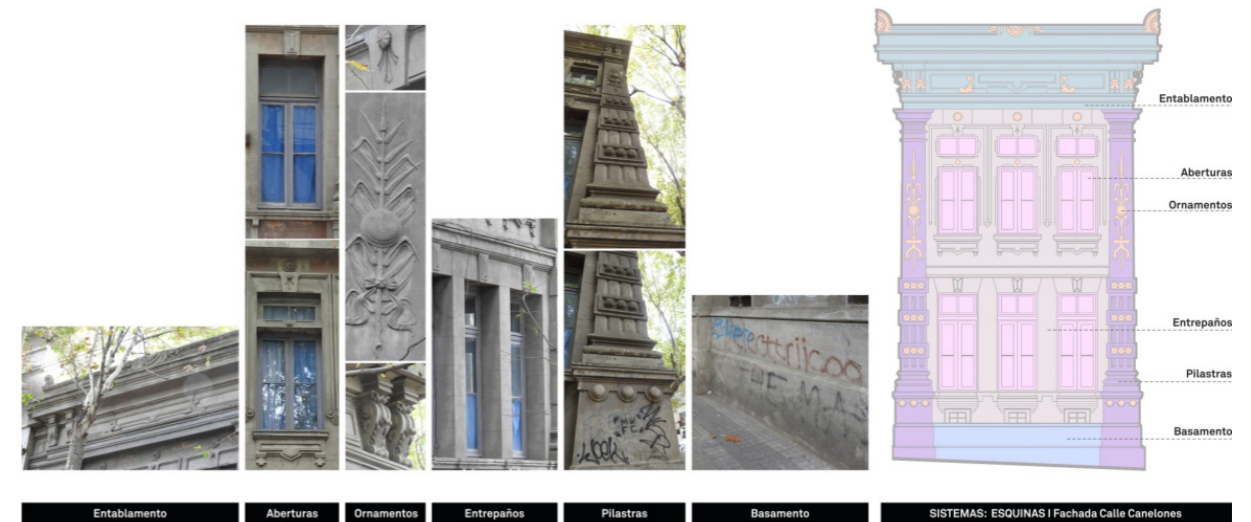 Entablamento
Aberturas
Ornamentos
Entrepaños
Pilastras
Basamento
Entablamento
Aberturas
Ornamentos
Entrepaños
Pilastras
Basamento
SISTEMAS: ESQUINAS I Fachada Calle Canelones